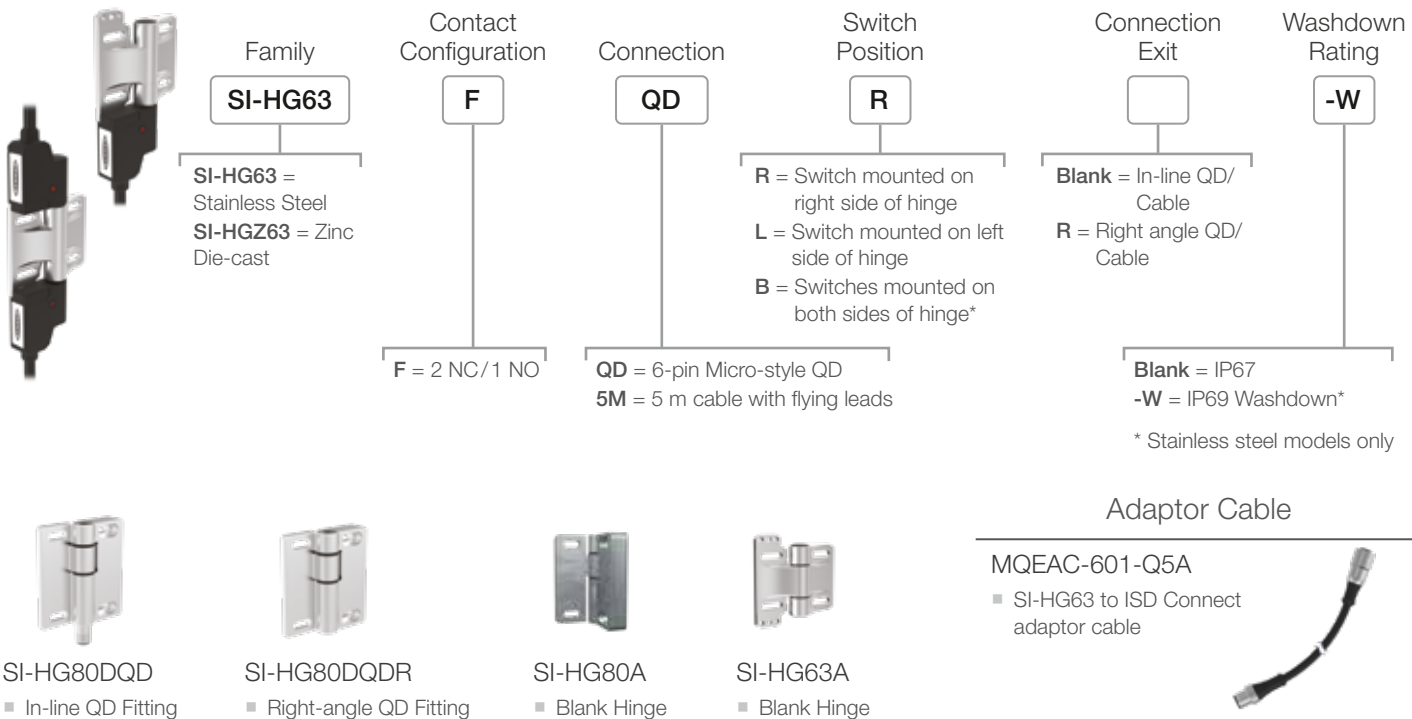 Family
Contact
Configuration
Connection
Switch
Position
Connection
Exit
Washdown
Rating
SI-HG63
F
QD
R
-W
SI-HG63 =
Stainless Steel
SI-HGZ63 = Zinc
Die-cast
R = Switch mounted on
right side of hinge
L = Switch mounted on left
side of hinge
B = Switches mounted on
both sides of hinge*
Blank = In-line QD/
Cable
R = Right angle QD/
Cable
F = 2 NC/1 NO
QD = 6-pin Micro-style QD
5M = 5 m cable with flying leads
Blank = IP67
-W = IP69 Washdown*
* Stainless steel models only
SI-HG80DQD
■ In-line QD Fitting
SI-HG80DQDR
■ Right-angle QD Fitting
SI-HG80A
■ Blank Hinge
SI-HG63A
■ Blank Hinge
Adaptor Cable
MQEAC-601-Q5A
■ SI-HG63 to ISD Connect
adaptor cable